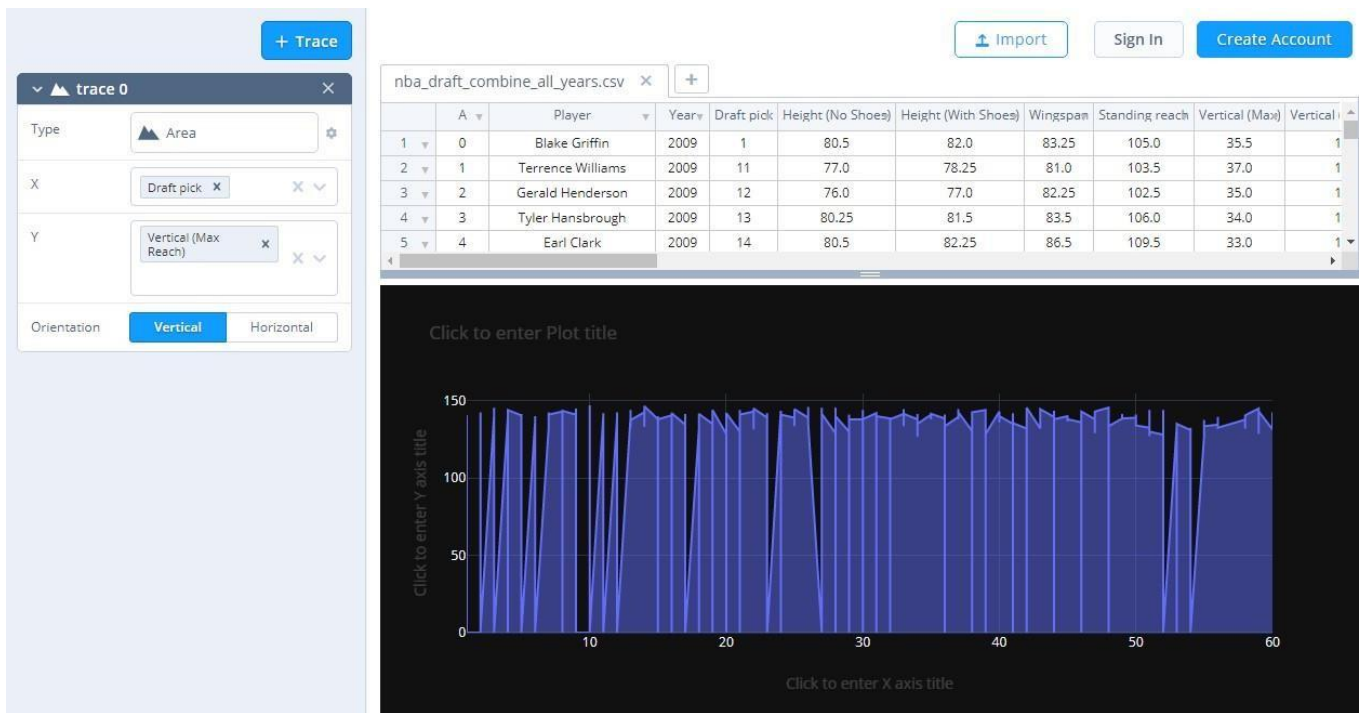 + Trace
Import
Sign In
Create Account
trace 0
Type
Area
X
Draft pick
Y
Vertical (Max
Reach)
Orientation
Vertical
Horizontal
nba_draft_combine_all_years.csv
A Player Year Draft pick Height (No Shoes) Height (With Shoes) Wingspan Standing reach Vertical (Max) Vertical
1 0 Blake Griffin 2009 1 80.5 82.0 83.25 105.0 35.5 1
2 1 Terrence Williams 2009 11 77.0 78.25 81.0 103.5 37.0 1
3 2 Gerald Henderson 2009 12 76.0 77.0 82.25 102.5 35.0 1
4 3 Tyler Hansbrough 2009 13 80.25 81.5 83.5 106.0 34.0 1
5 4 Earl Clark 2009 14 80.5 82.25 86.5 109.5 33.0 1
Click to enter Plot title
Click to enter Y axis title
150
100
50
0
10 20 30 40 50 60
Click to enter X axis title